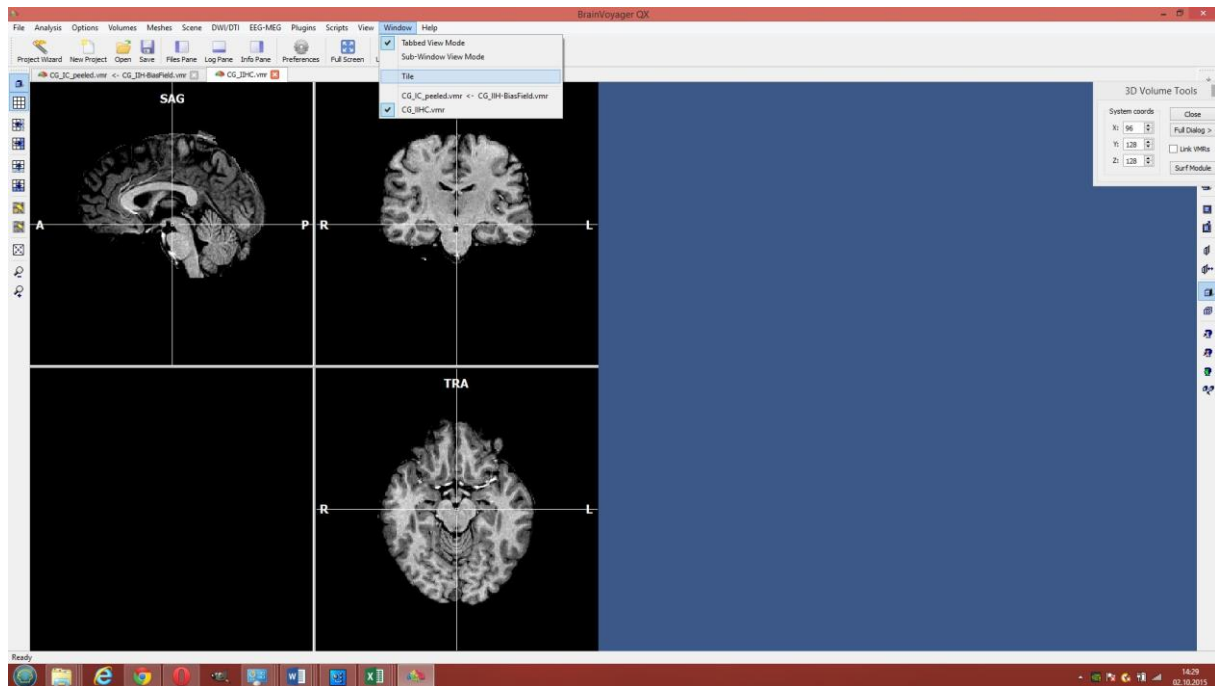 BrainVoyager QX
File Analysis Options Volumes Meshes Scene DWI/DTI EEG-MEG Plugins Scripts View Window Help
Project Wizard New Project Open Save Files Pane Log Pane Info Pane Preferences Full Screen L
Tabbed View Mode
Sub-Window View Mode
Tile
CG_IC_peeled.vmr <- CG_IIH-BiasField.vmr
CG_IIHC.vmr
CG_IC_peeled.vmr <- CG_IIH-BiasField.vmr CG_IIHC.vmr
SAG
A P R L
TRA
R L
3D Volume Tools
System coords Close
X: 96 Full Dialog >
Y: 128 Link VMRs
Z: 128 Surf Module
Ready
14:29
02.10.2015